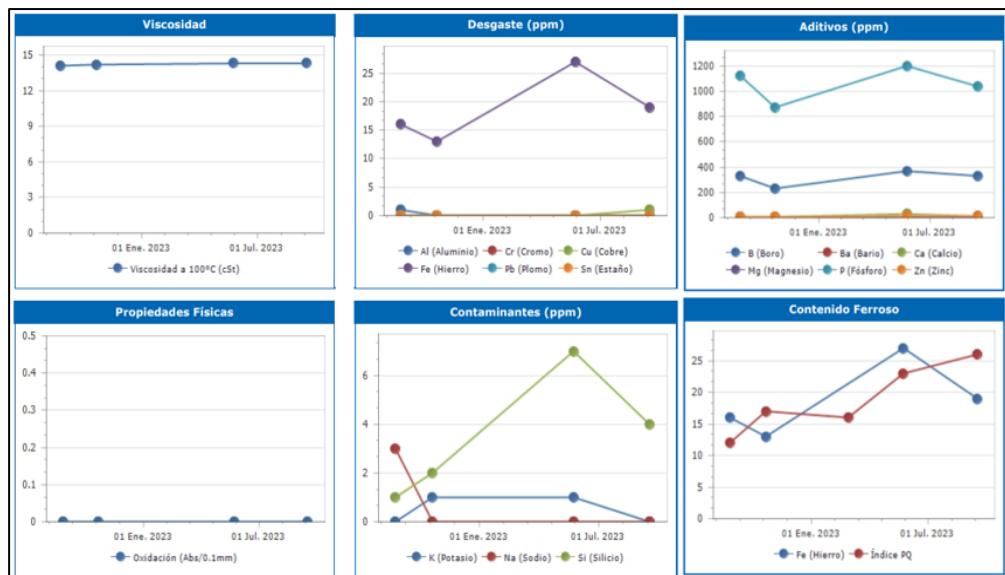 Viscosidad
15
12
9
6
3
0
01 Ene. 2023
01 Jul. 2023
Viscosidad a 100ºC (cSt)
Desgaste (ppm)
25
20
15
10
5
0
01 Ene. 2023
01 Jul. 2023
Al (Aluminio)
Cr (Cromo)
Cu (Cobre)
Fe (Hierro)
Pb (Plomo)
Sn (Estaño)
Aditivos (ppm)
1200
1000
800
600
400
200
0
01 Ene. 2023
01 Jul. 2023
B (Boro)
Ba (Bario)
Ca (Calcio)
Mg (Magnesio)
P (Fósforo)
Zn (Zinc)
Propiedades Físicas
0.5
0.4
0.3
0.2
0.1
0
01 Ene. 2023
01 Jul. 2023
Oxidación (Abs/0.1mm)
Contaminantes (ppm)
6
4
2
0
01 Ene. 2023
01 Jul. 2023
K (Potasio)
Na (Sodio)
Si (Silicio)
Contenido Ferroso
25
20
15
10
5
0
01 Ene. 2023
01 Jul. 2023
Fe (Hierro)
Índice PQ